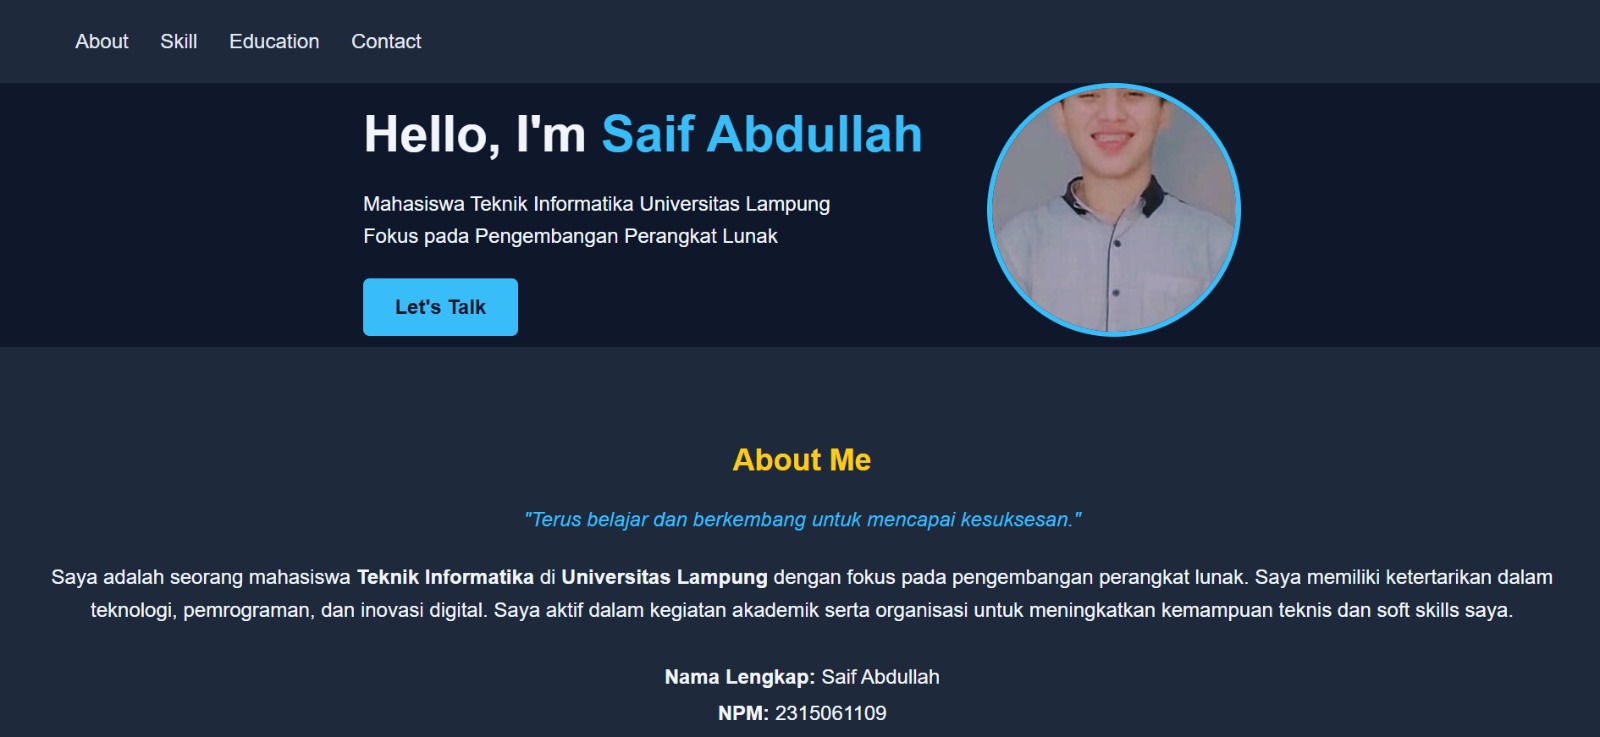 About Skill Education Contact
Hello, I'm Saif Abdullah
Mahasiswa Teknik Informatika Universitas Lampung
Fokus pada Pengembangan Perangkat Lunak
Let's Talk
About Me
"Terus belajar dan berkembang untuk mencapai kesuksesan."
Saya adalah seorang mahasiswa Teknik Informatika di Universitas Lampung dengan fokus pada pengembangan perangkat lunak. Saya memiliki ketertarikan dalam
teknologi, pemrograman, dan inovasi digital. Saya aktif dalam kegiatan akademik serta organisasi untuk meningkatkan kemampuan teknis dan soft skills saya.
Nama Lengkap: Saif Abdullah
NPM: 2315061109